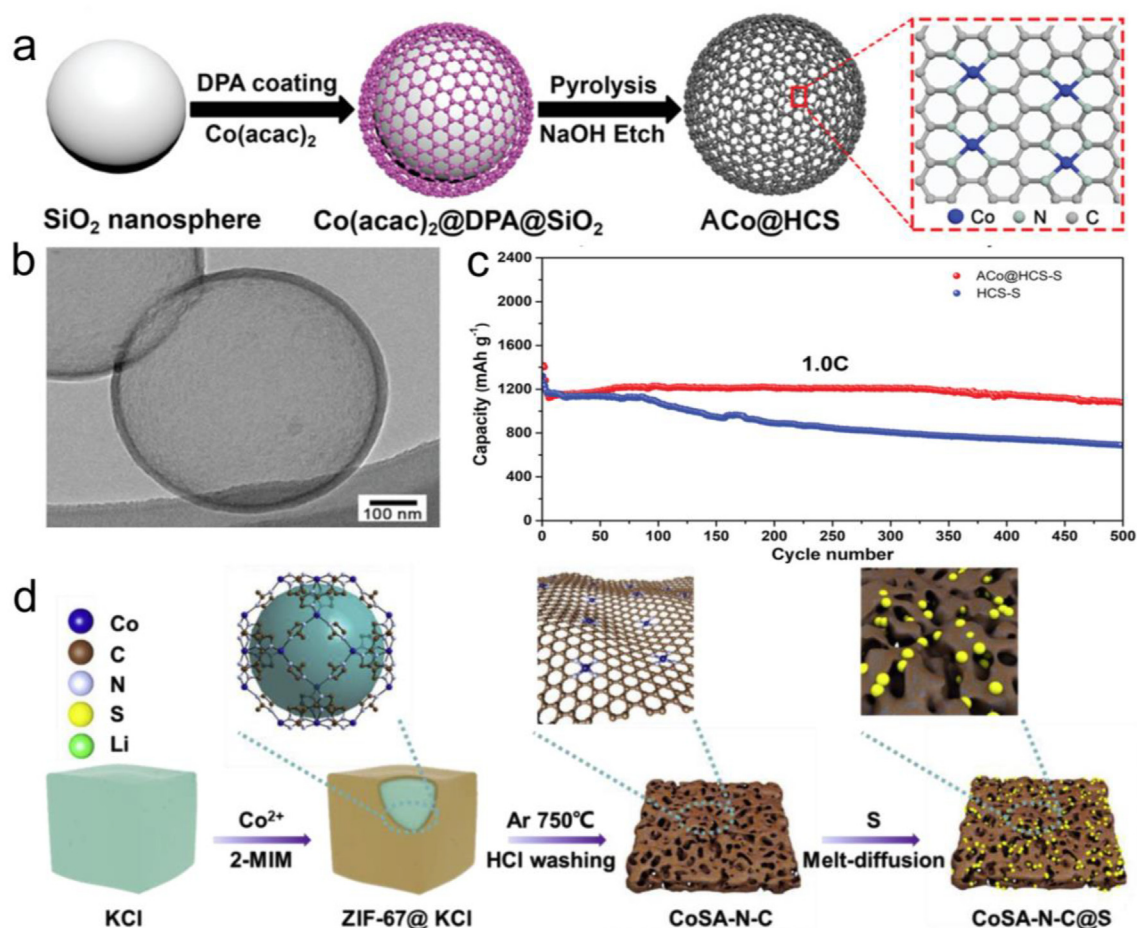 a
DPA coating
Co(acac)₂
Pyrolysis
NaOH Etch
SiO₂ nanosphere
Co(acac)₂@DPA@SiO₂
ACo@HCS
Co N C
b
100 nm
c
2400
2000
1600
1200
800
400
0
Capacity (mAh g⁻¹)
ACo@HCS-S
HCS-S
1.0C
0 50 100 150 200 250 300 350 400 450 500
Cycle number
d
Co
C
N
S
Li
Co²⁺
2-MIM
Ar 750℃
HCl washing
S
Melt-diffusion
KCl
ZIF-67@ KCl
CoSA-N-C
CoSA-N-C@S